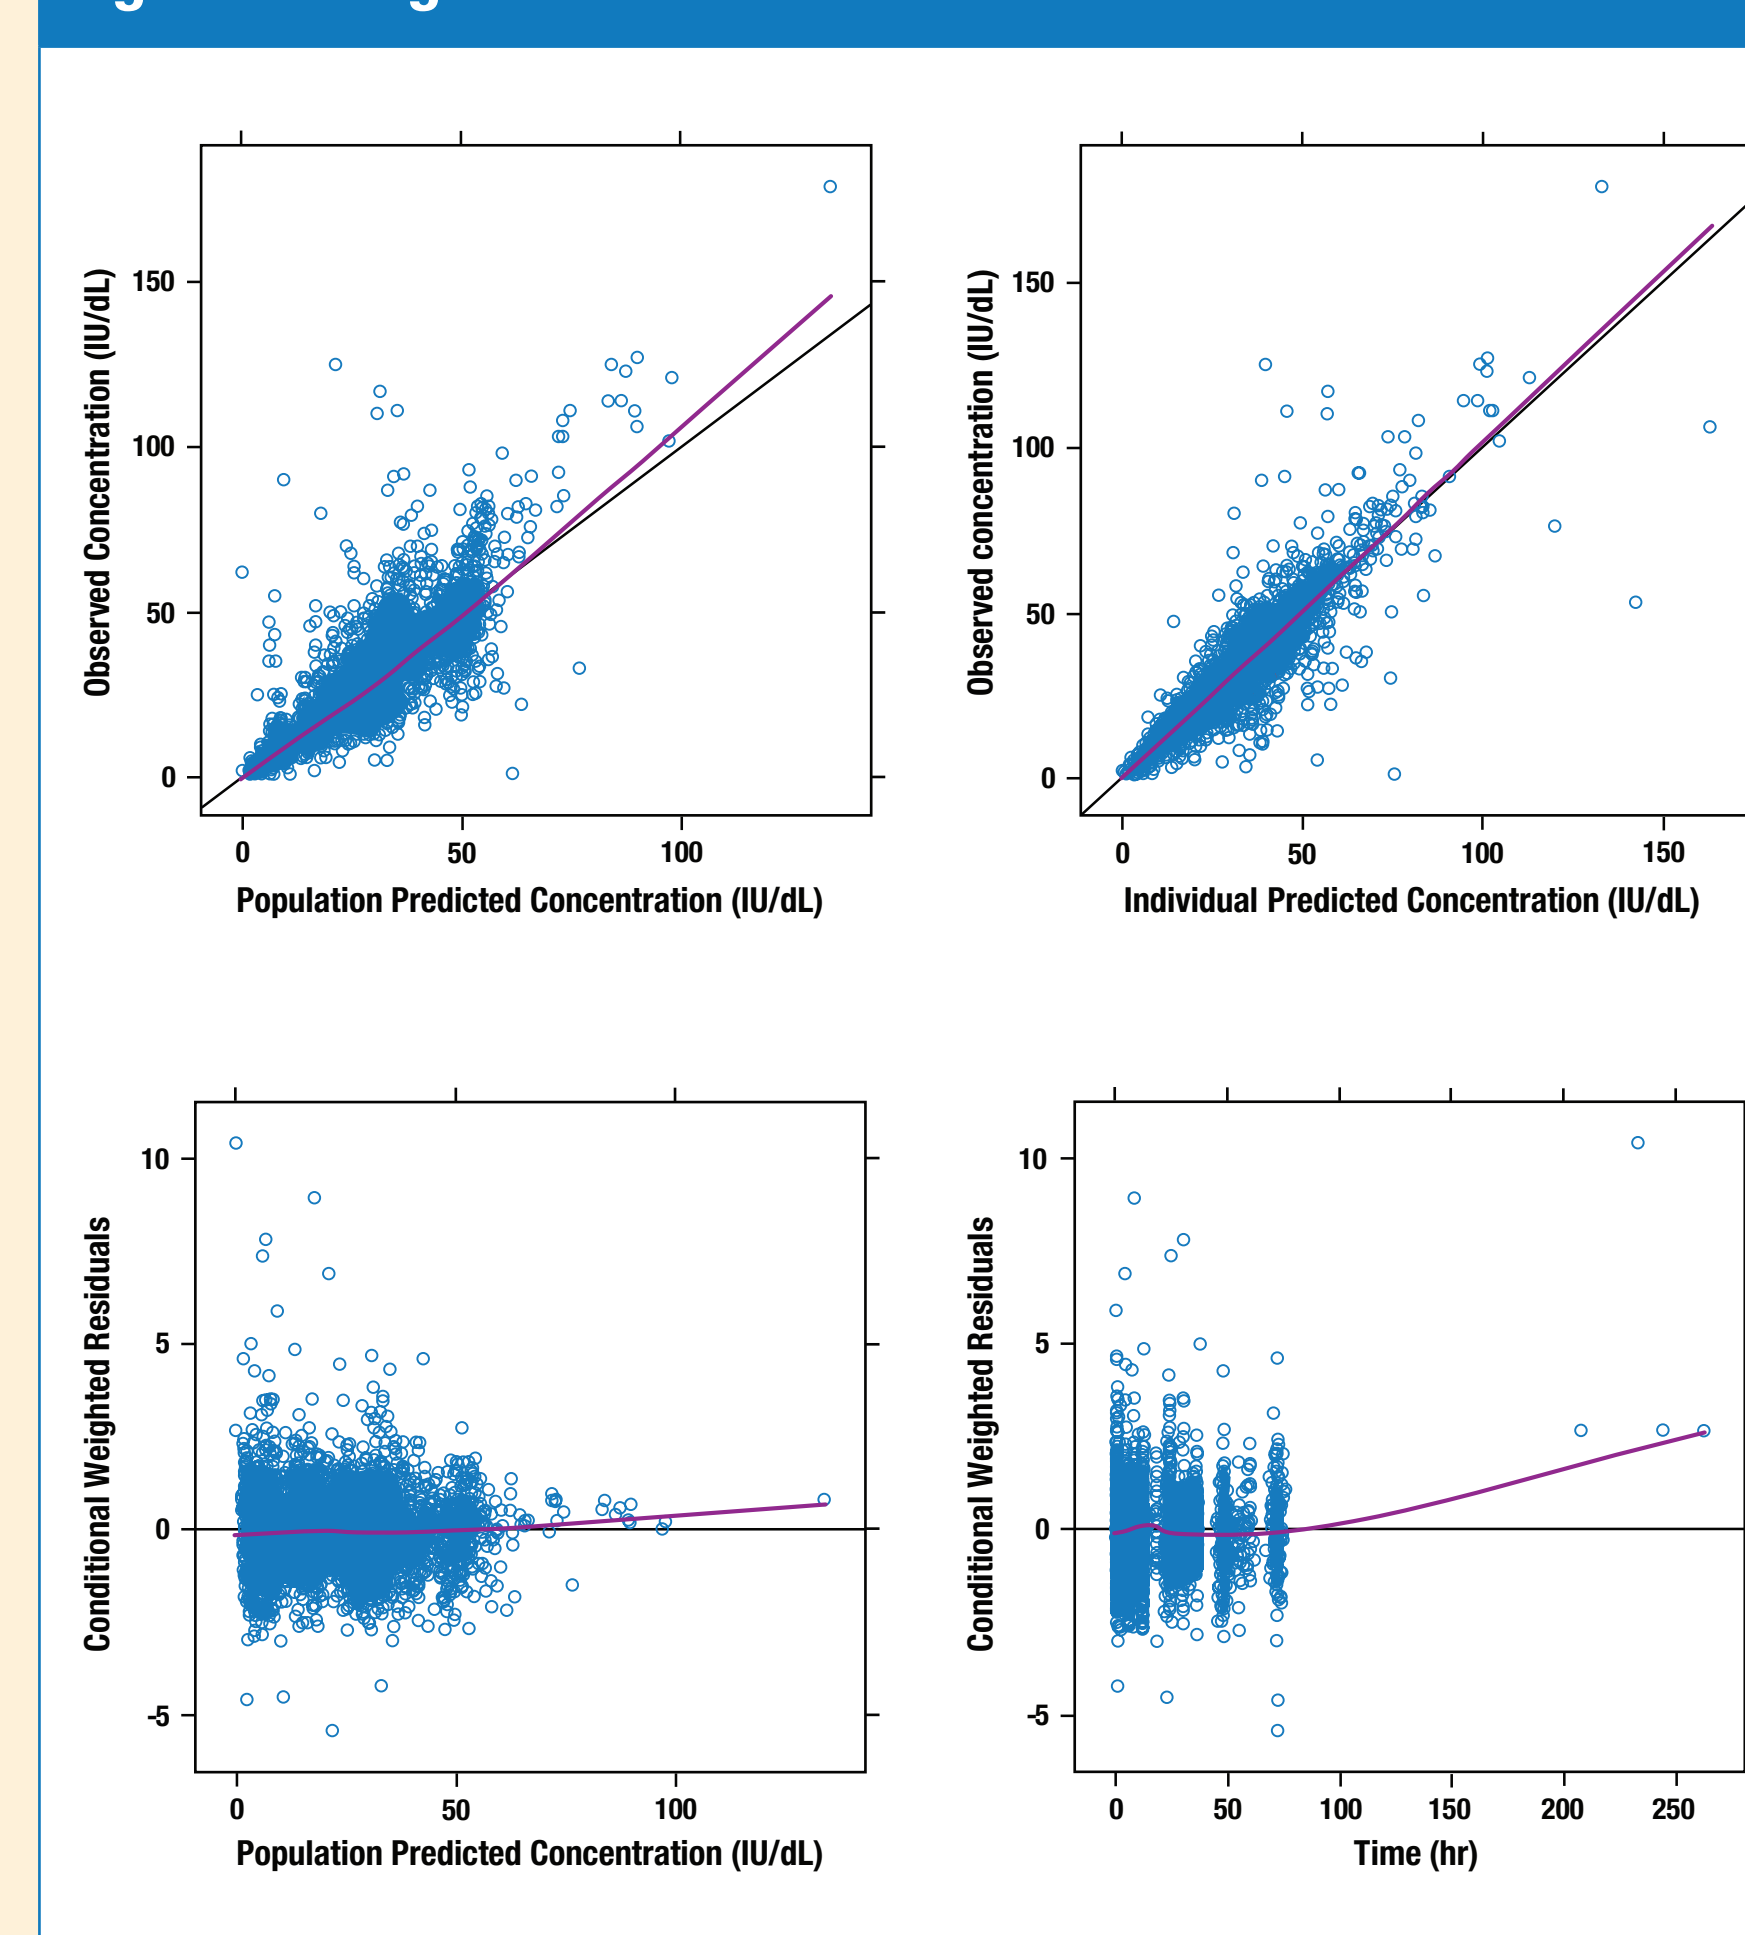 Observed Concentration (IU/dL)
150
100
50
0
0 50 100
Population Predicted Concentration (IU/dL)
Observed concentration (IU/dL)
150
100
50
0
0 50 100 150
Individual Predicted Concentration (IU/dL)
Conditional Weighted Residuals
10
5
0
-5
0 50 100
Population Predicted Concentration (IU/dL)
Conditional Weighted Residuals
10
5
0
-5
0 50 100 150 200 250
Time (hr)